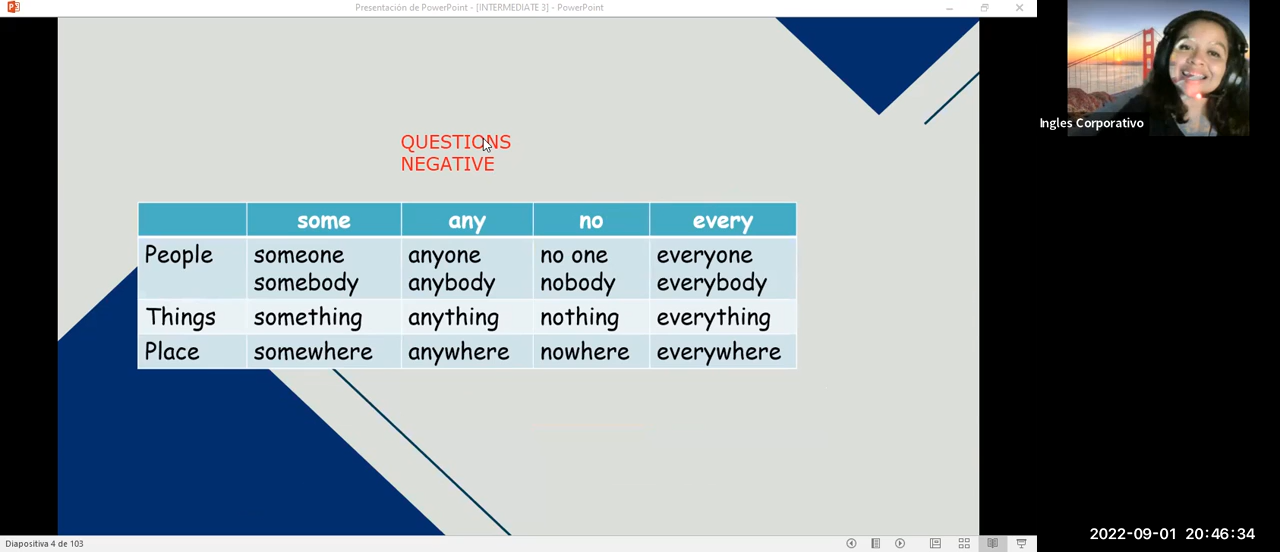 Presentación de PowerPoint - [INTERMEDIATE 3] - PowerPoint
QUESTIONS
NEGATIVE
some any no every
People someone anyone no one everyone
somebody anybody nobody everybody
Things something anything nothing everything
Place somewhere anywhere nowhere everywhere
Ingles Corporativo
Diapositiva 4 de 103
2022-09-01 20:46:34